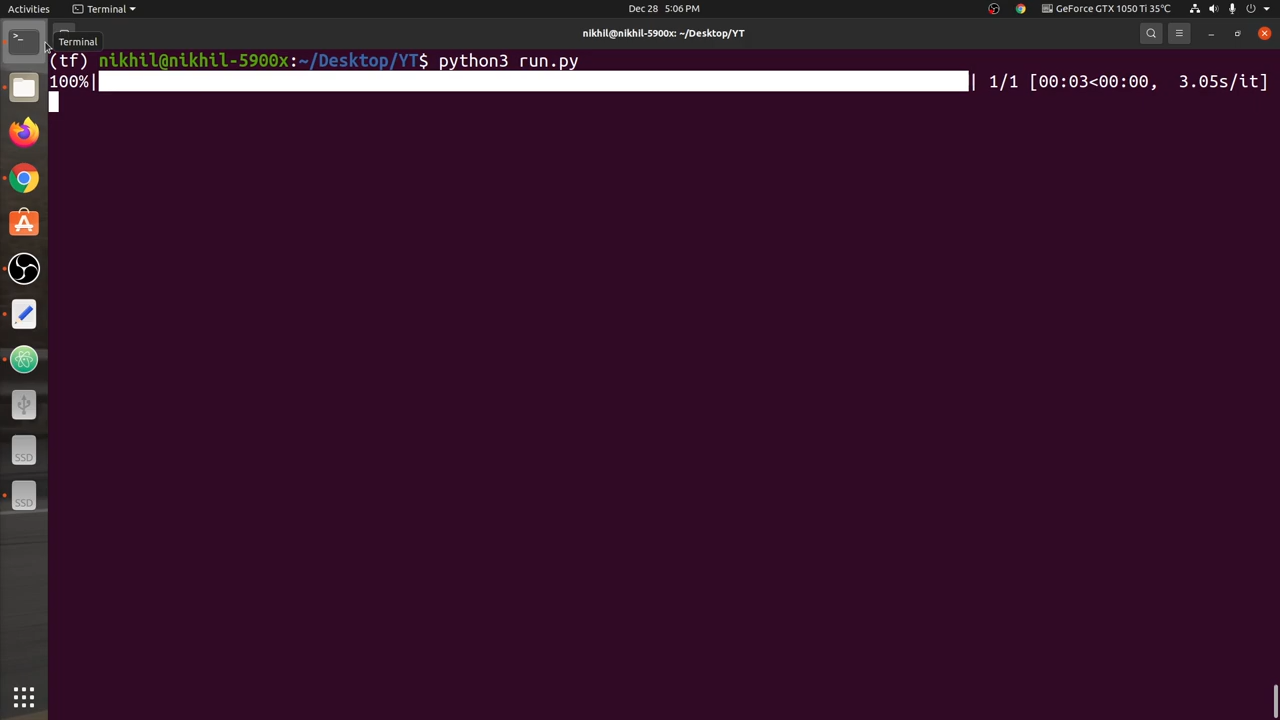 Activities Terminal Dec 28 5:06 PM GeForce GTX 1050 Ti 35°C
nikhil@nikhil-5900x: ~/Desktop/YT
Terminal
(tf) nikhil@nikhil-5900x:~/Desktop/YT$ python3 run.py
100%| | 1/1 [00:03<00:00, 3.05s/it]
SSD
SSD